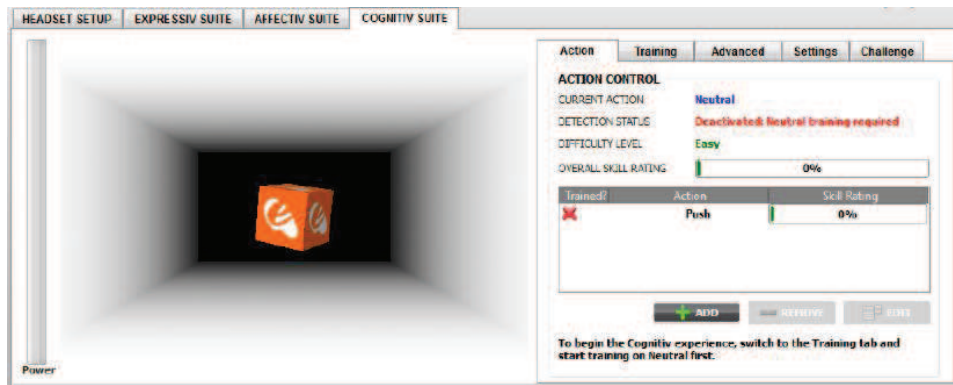 HEADSET SETUP EXPRESSIV SUITE AFFECTIV SUITE COGNITIV SUITE
Action Training Advanced Settings Challenge
ACTION CONTROL
CURRENT ACTION Neutral
DETECTION STATUS Deactivated: Neutral training required
DIFFICULTY LEVEL Easy
OVERALL SKILL RATING 0%
Trained? Action Skill Rating
Push 0%
ADD REMOVE EDIT
To begin the Cognitiv experience, switch to the Training tab and
start training on Neutral first.
Power